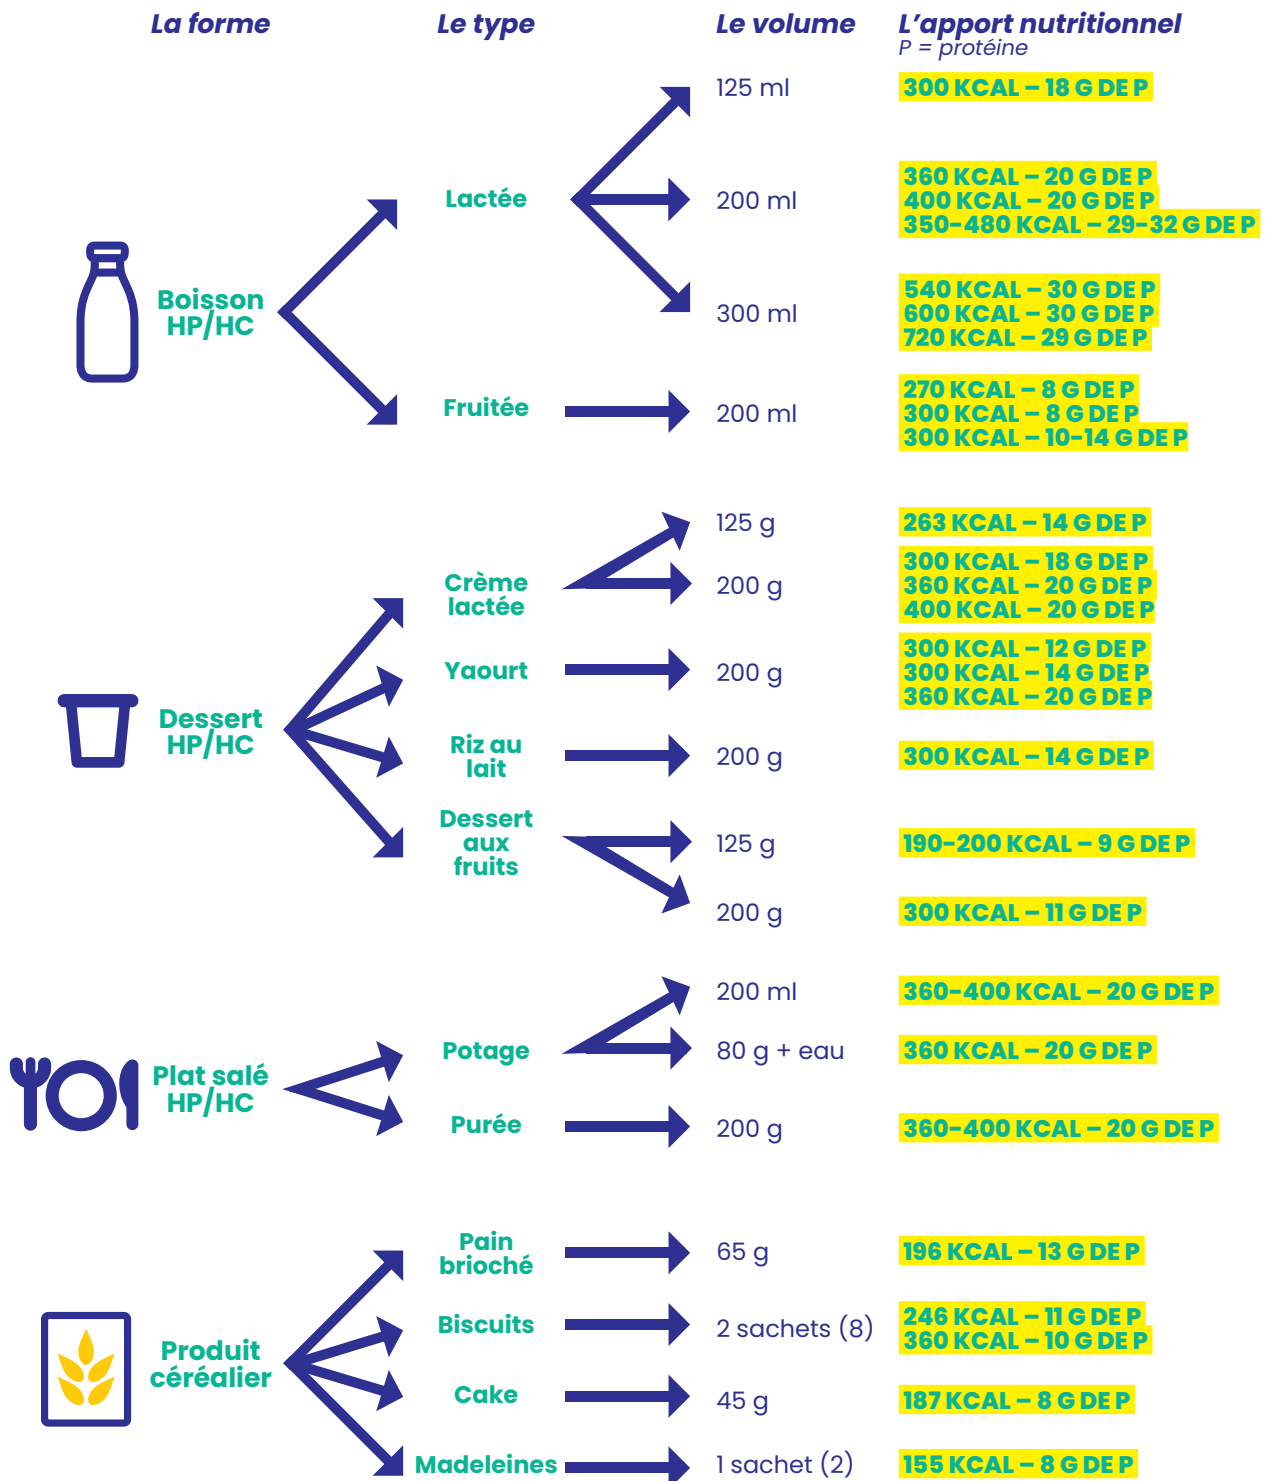 La forme
Le type
Le volume
L'apport nutritionnel
P = protéine
Boisson
HP/HC
Lactée
125 ml
300 KCAL – 18 G DE P
200 ml
360 KCAL – 20 G DE P
400 KCAL – 20 G DE P
350-480 KCAL – 29-32 G DE P
300 ml
540 KCAL – 30 G DE P
600 KCAL – 30 G DE P
720 KCAL – 29 G DE P
Fruitée
200 ml
270 KCAL – 8 G DE P
300 KCAL – 8 G DE P
300 KCAL – 10-14 G DE P
Dessert
HP/HC
Crème
lactée
125 g
263 KCAL – 14 G DE P
200 g
300 KCAL – 18 G DE P
360 KCAL – 20 G DE P
400 KCAL – 20 G DE P
Yaourt
200 g
300 KCAL – 12 G DE P
300 KCAL – 14 G DE P
360 KCAL – 20 G DE P
Riz au
lait
200 g
300 KCAL – 14 G DE P
Dessert
aux
fruits
125 g
190-200 KCAL – 9 G DE P
200 g
300 KCAL – 11 G DE P
Plat salé
HP/HC
Potage
200 ml
360-400 KCAL – 20 G DE P
80 g + eau
360 KCAL – 20 G DE P
Purée
200 g
360-400 KCAL – 20 G DE P
Produit
céréalier
Pain
brioché
65 g
196 KCAL – 13 G DE P
Biscuits
2 sachets (8)
246 KCAL – 11 G DE P
360 KCAL – 10 G DE P
Cake
45 g
187 KCAL – 8 G DE P
Madeleines
1 sachet (2)
155 KCAL – 8 G DE P